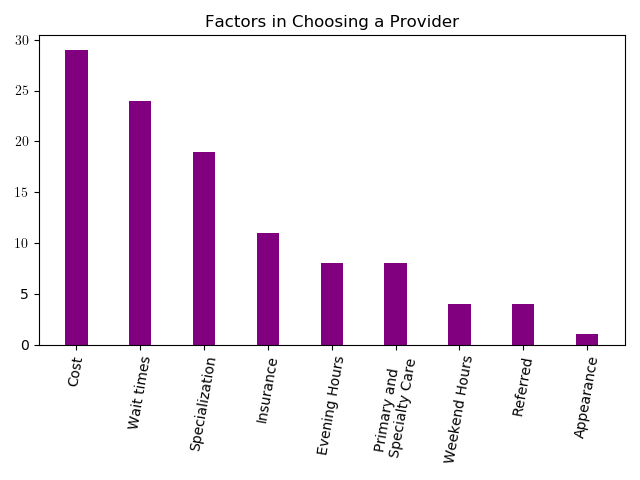 Factors in Choosing a Provider
30
25
20
15
10
5
0
Cost
Wait times
Specialization
Insurance
Evening Hours
Primary and
Specialty Care
Weekend Hours
Referred
Appearance